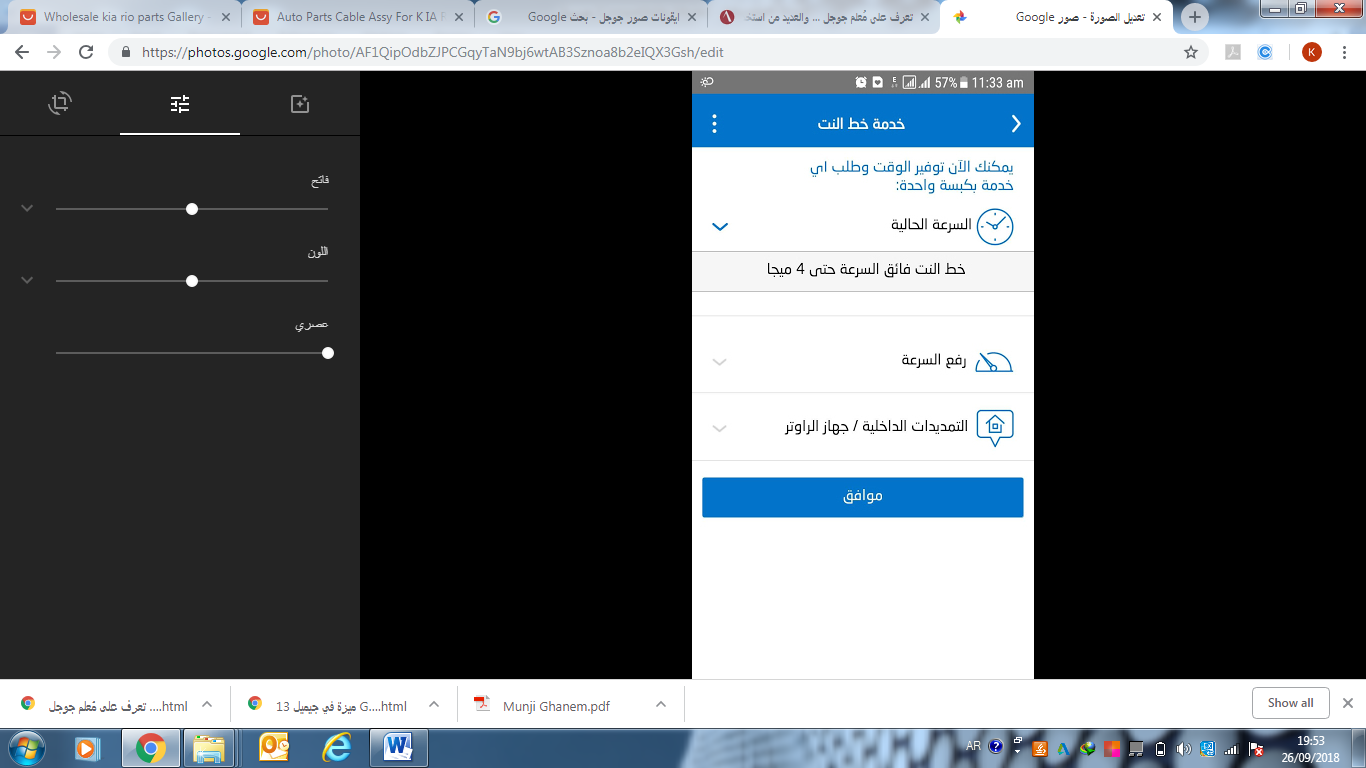 Wholesale kia rio parts Gallery -
Auto Parts Cable Assy For KIA F
ايقونات صور جوجل - بحث Google
تعرف على مُعلم جوجل ... والعديد من
تعديل الصورة - صور Google
https://photos.google.com/photo/AF1QipOdbZJPCGqyTaN9bj6wtAB3Sznoa8b2eIQX3Gsh/edit
K
57% 11:33 am
خدمة خط النت
يمكنك الآن توفير الوقت وطلب اي
خدمة بكبسة واحدة:
السرعة الحالية
خط النت فائق السرعة حتى 4 ميجا
رفع السرعة
التمديدات الداخلية / جهاز الراوتر
موافق
فاتح
اللون
عصري
تعرف على مُعلم جوجل ....html
13 ميزة في جيميل G....html
Munji Ghanem.pdf
Show all
AR
19:53
26/09/2018